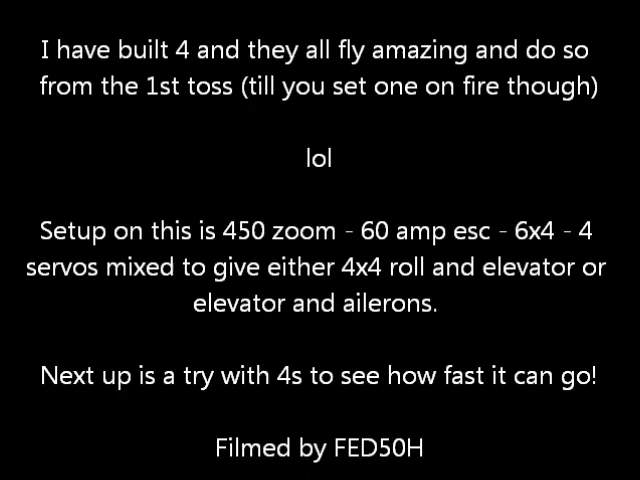 I have built 4 and they all fly amazing and do so
from the 1st toss (till you set one on fire though)
lol
Setup on this is 450 zoom - 60 amp esc - 6x4 - 4
servos mixed to give either 4x4 roll and elevator or
elevator and ailerons.
Next up is a try with 4s to see how fast it can go!
Filmed by FED50H